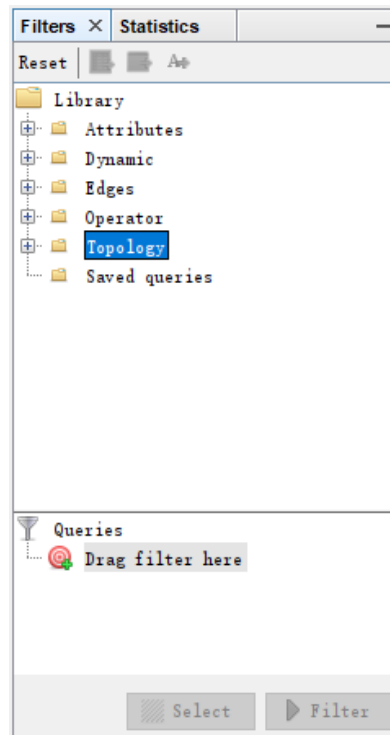 Filters × Statistics
Reset
Library
Attributes
Dynamic
Edges
Operator
Topology
Saved queries
Queries
Drag filter here
Select Filter